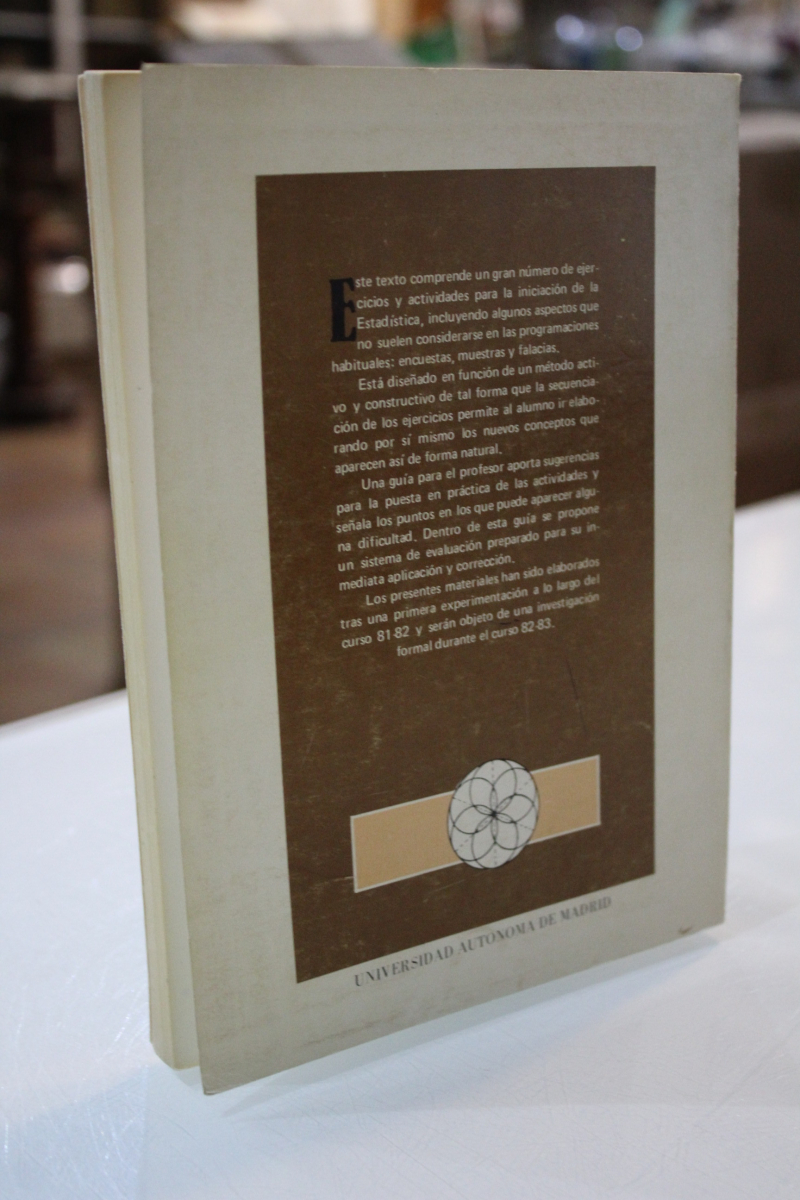 Este texto comprende un gran número de ejer-
cicios y actividades para la iniciación de la
Estadística, incluyendo algunos aspectos que
no suelen considerarse en las programaciones
habituales: encuestas, muestras y falacias.
Está diseñado en función de un método acti-
vo y constructivo de tal forma que la secuencia-
ción de los ejercicios permite al alumno ir elabo-
rando por sí mismo los nuevos conceptos que
aparecen así de forma natural.
Una guía para el profesor aporta sugerencias
para la puesta en práctica de las actividades y
señala los puntos en los que puede aparecer algu-
na dificultad. Dentro de esta guía se propone
un sistema de evaluación preparado para su in-
mediata aplicación y corrección.
Los presentes materiales han sido elaborados
tras una primera experimentación a lo largo del
curso 81-82 y serán objeto de una investigación
formal durante el curso 82-83.
UNIVERSIDAD AUTÓNOMA DE MADRID